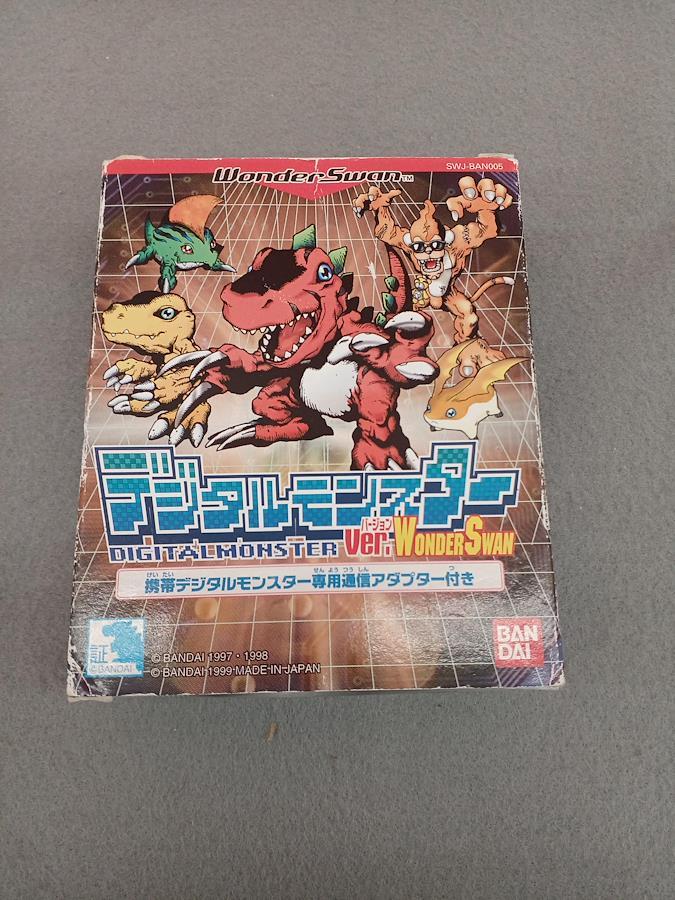 WonderSwan™
SWJ-BAN005
デジタルモンスター
バージョン
DIGITALMONSTER Ver. WONDERSWAN
けいたい せんようつうしん つ
携帯デジタルモンスター専用通信アダプター付き
証
©BANDAI
© BANDAI 1997・1998
© BANDAI 1999 MADE IN JAPAN
BAN
DAI